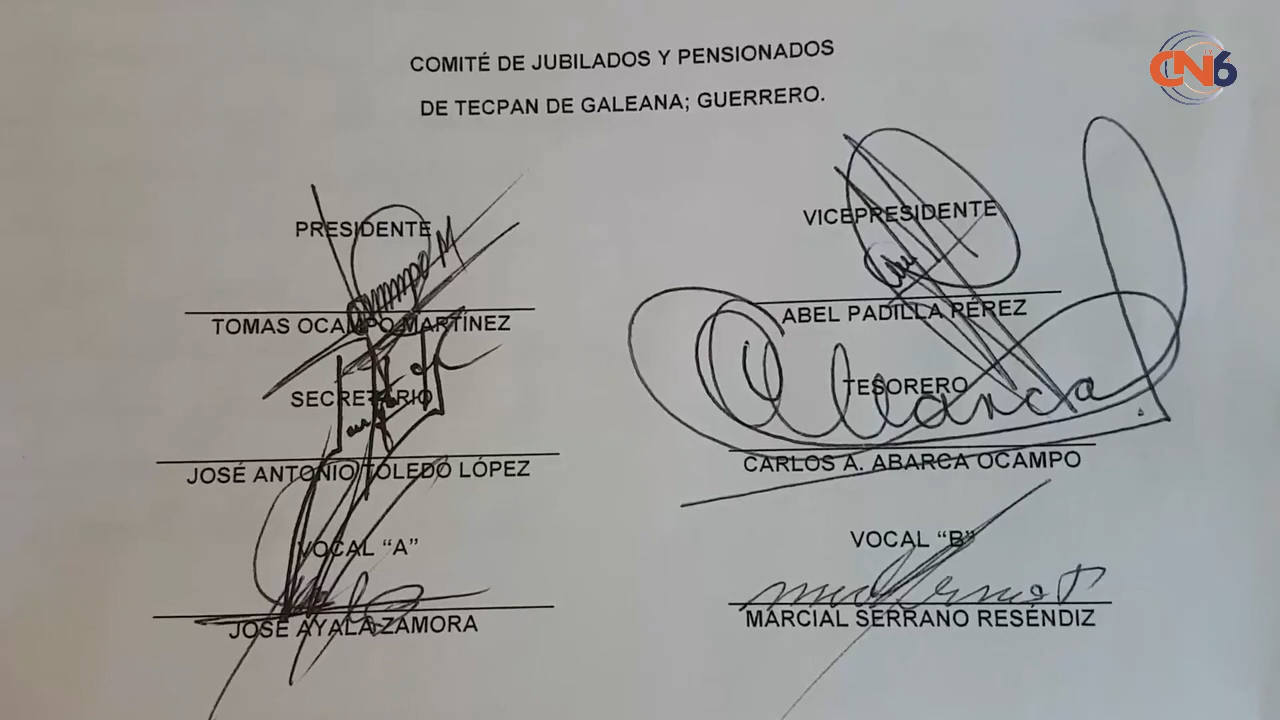 COMITÉ DE JUBILADOS Y PENSIONADOS
DE TECPAN DE GALEANA; GUERRERO.
CN6
TV
PRESIDENTE
VICEPRESIDENTE
TOMAS OCAMPO MARTÍNEZ
ABEL PADILLA PÉREZ
SECRETARIO
TESORERO
JOSÉ ANTONIO TOLEDO LÓPEZ
CARLOS A. ABARCA OCAMPO
VOCAL “A”
VOCAL “B”
JOSÉ AYALA ZAMORA
MARCIAL SERRANO RESÉNDIZ